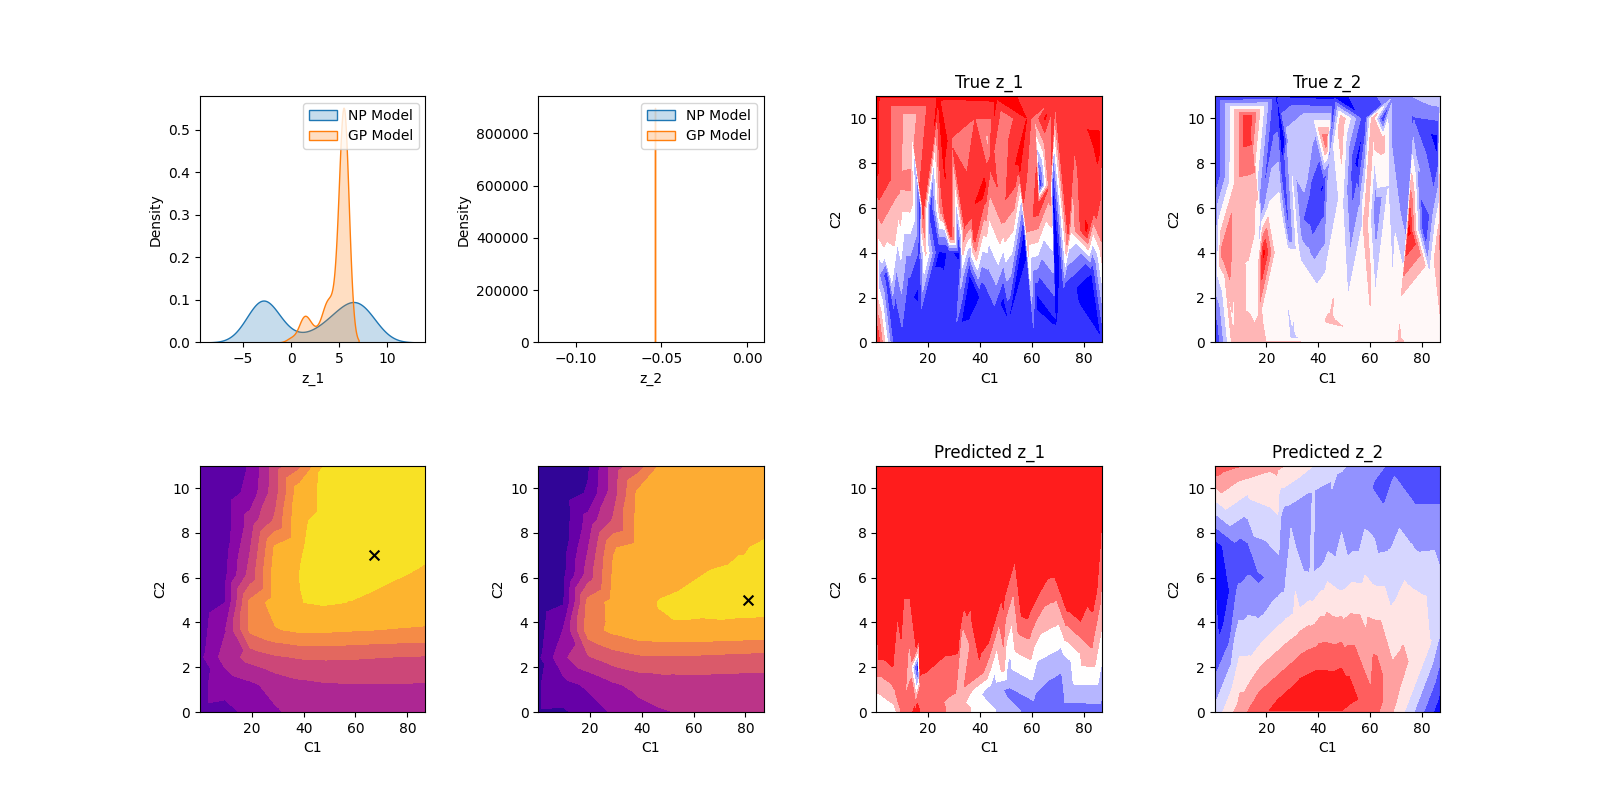 NP Model
GP Model
0.5
0.4
0.3
0.2
0.1
0.0
Density
−5 0 5 10
z_1
NP Model
GP Model
800000
600000
400000
200000
0
Density
−0.10 −0.05 0.00
z_2
True z_1
10
8
6
4
2
0
C2
20 40 60 80
C1
True z_2
10
8
6
4
2
0
C2
20 40 60 80
C1
10
8
6
4
2
0
C2
20 40 60 80
C1
10
8
6
4
2
0
C2
20 40 60 80
C1
Predicted z_1
10
8
6
4
2
0
C2
20 40 60 80
C1
Predicted z_2
10
8
6
4
2
0
C2
20 40 60 80
C1